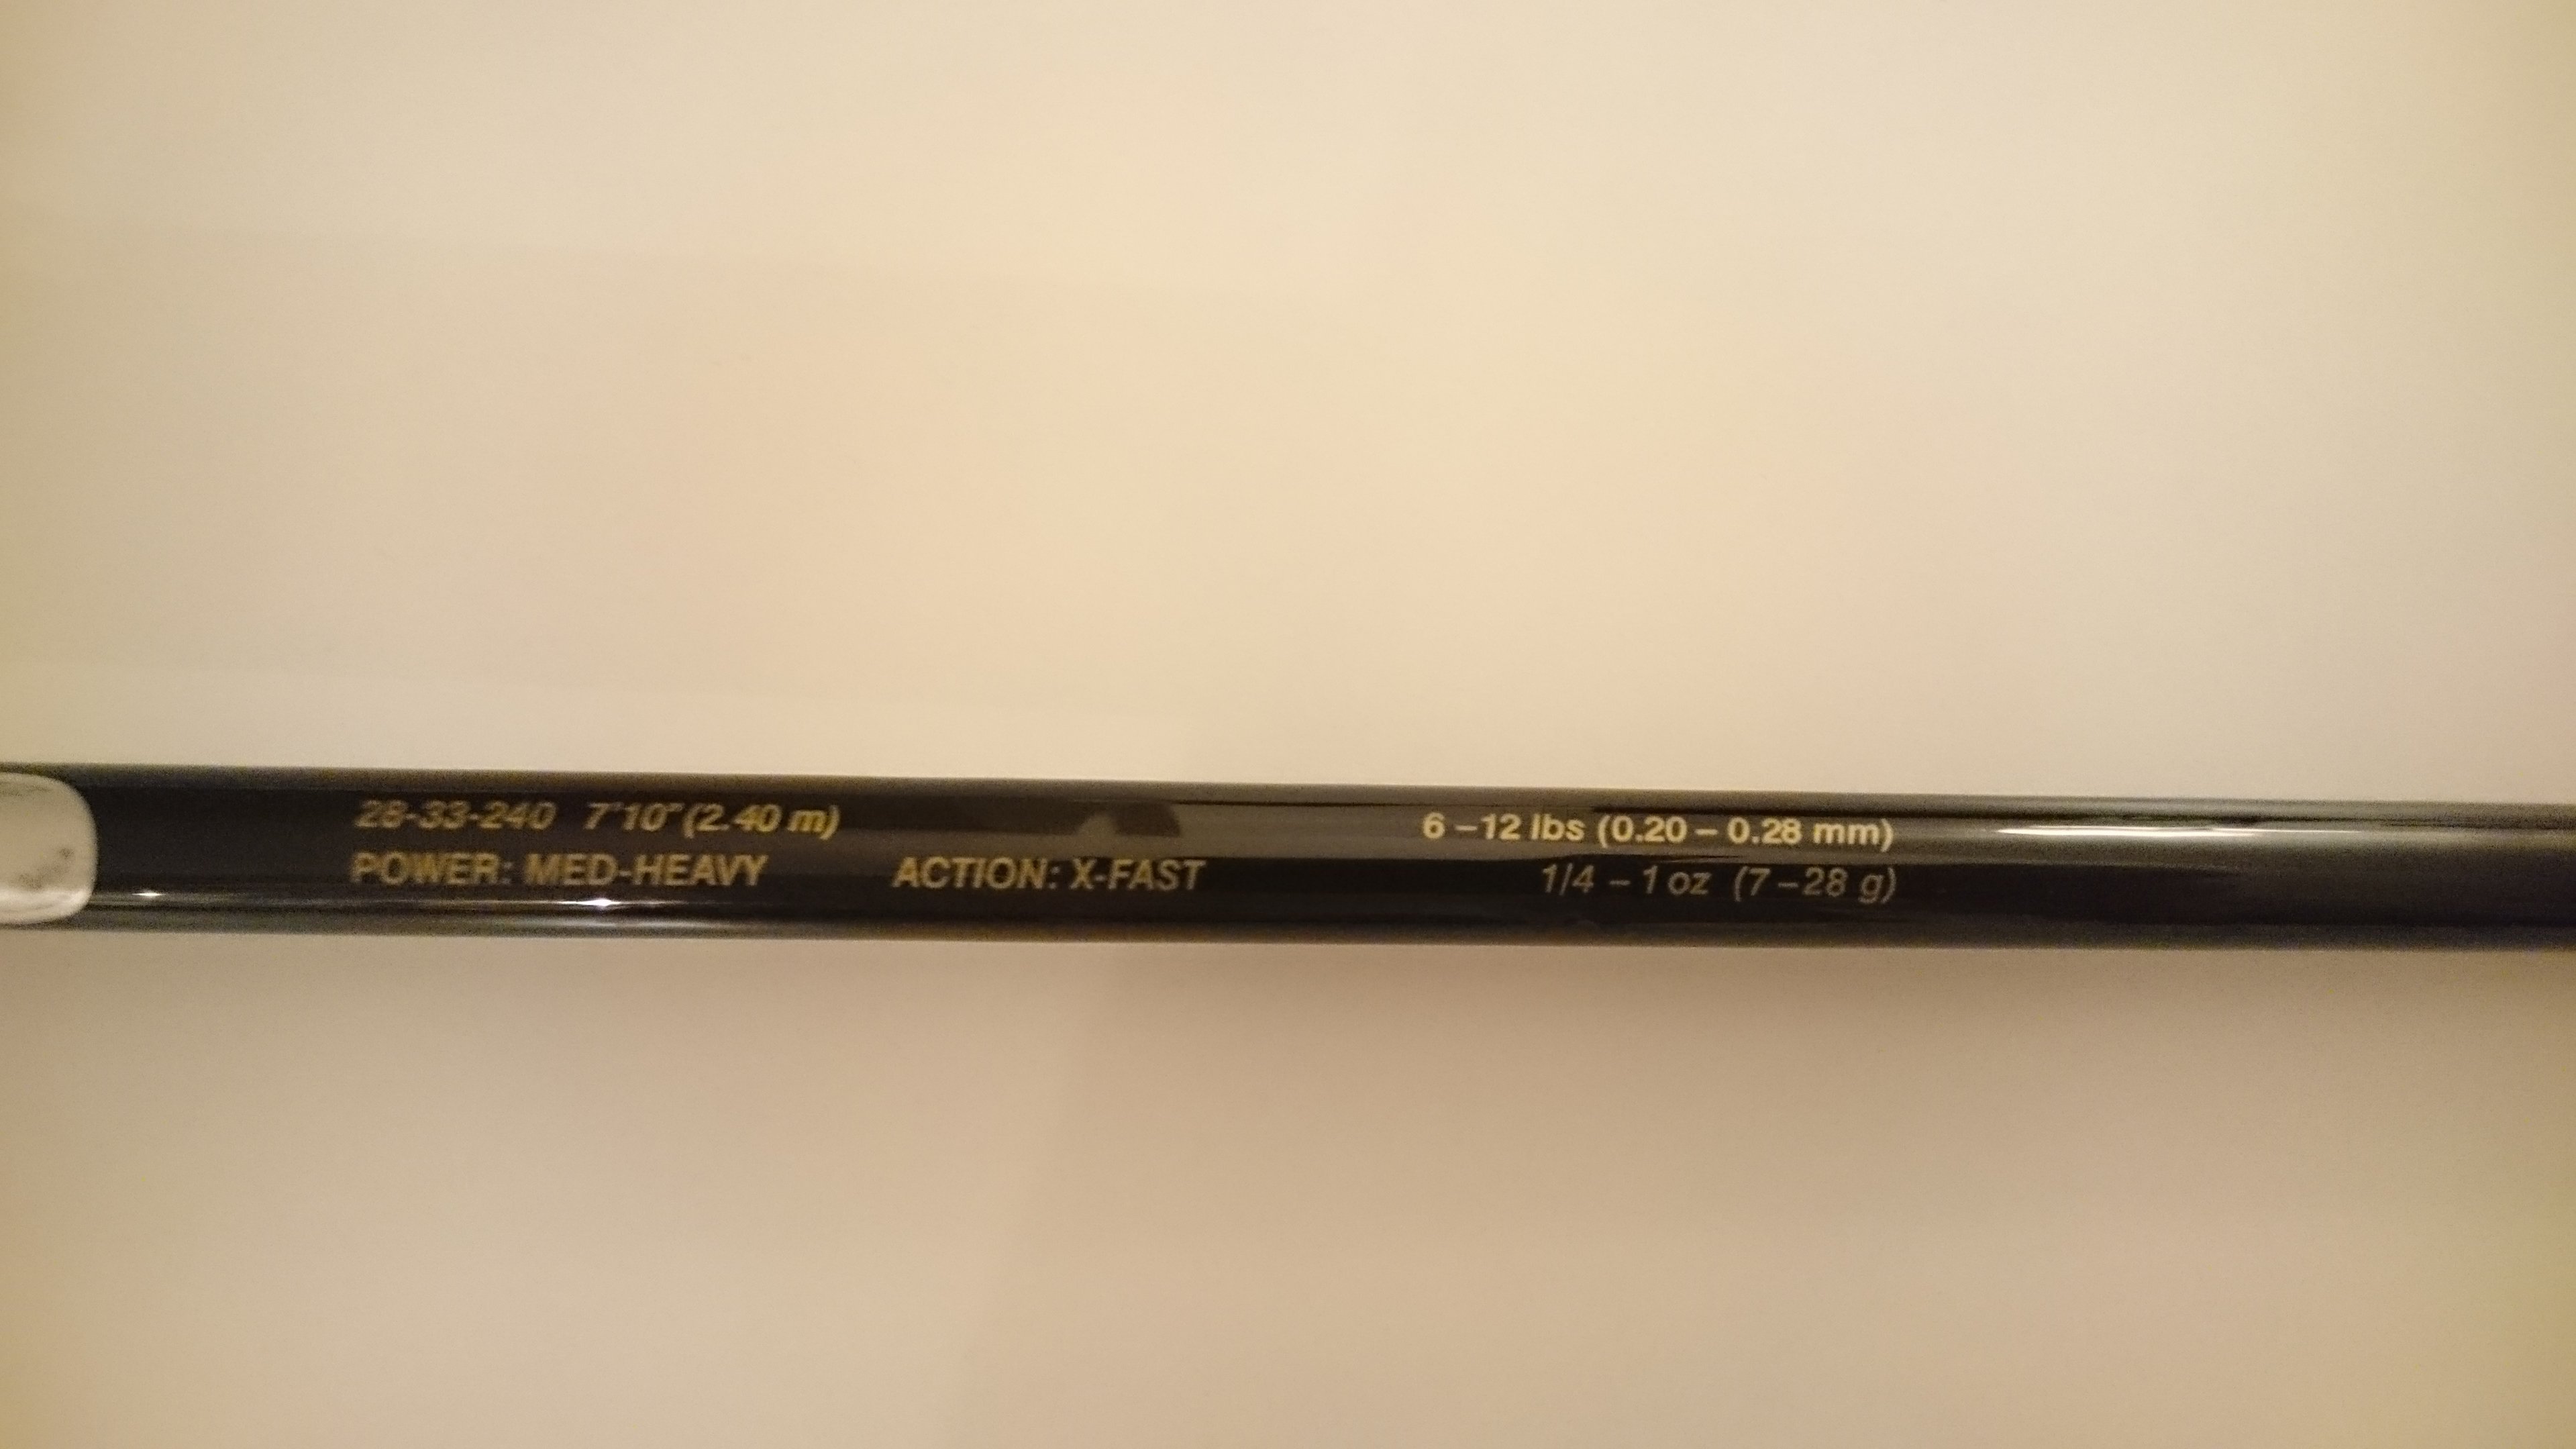 28-33-240 7'10" (2.40 m)
POWER: MED-HEAVY ACTION: X-FAST
6 – 12 lbs (0.20 – 0.28 mm)
1/4 – 1 oz (7 – 28 g)